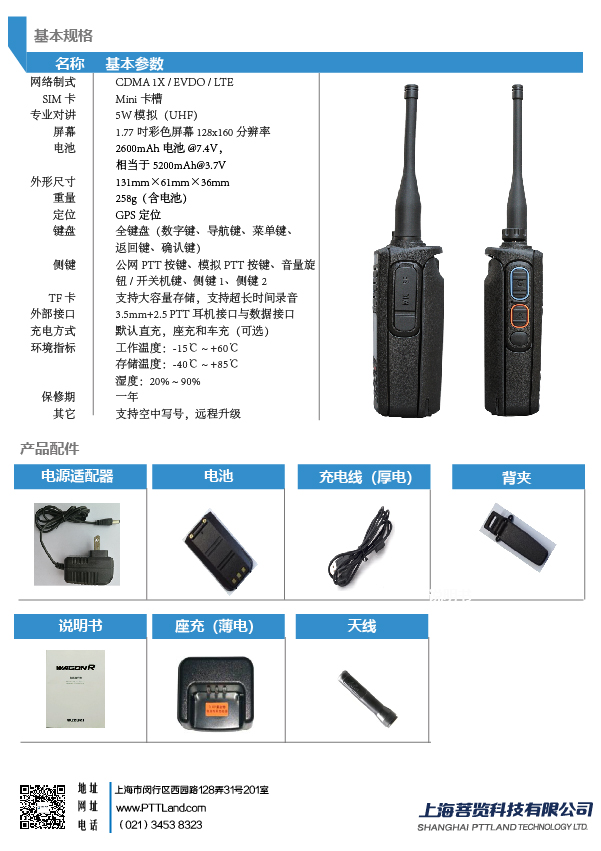 基本规格
名称 基本参数
网络制式 CDMA 1X / EVDO / LTE
SIM 卡 Mini 卡槽
专业对讲 5W 模拟（UHF）
屏幕 1.77 吋彩色屏幕 128x160 分辨率
电池 2600mAh 电池 @7.4V，
相当于 5200mAh@3.7V
外形尺寸 131mm×61mm×36mm
重量 258g（含电池）
定位 GPS 定位
键盘 全键盘（数字键、导航键、菜单键、
返回键、确认键）
侧键 公网 PTT 按键、模拟 PTT 按键、音量旋
钮 / 开关机键、侧键 1、侧键 2
TF 卡 支持大容量存储，支持超长时间录音
外部接口 3.5mm+2.5 PTT 耳机接口与数据接口
充电方式 默认直充，座充和车充（可选）
环境指标 工作温度：-15℃ ~ +60℃
存储温度：-40℃ ~ +85℃
湿度：20% ~ 90%
保修期 一年
其它 支持空中写号，远程升级
产品配件
电源适配器 电池 充电线（厚电） 背夹
说明书 座充（薄电） 天线
WAGON R
SUZUKI
地址 上海市闵行区西园路128弄31号201室
网址 www.PTTLand.com
电话 （021) 3453 8323
上海菩览科技有限公司
SHANGHAI PTTLAND TECHNOLOGY LTD.